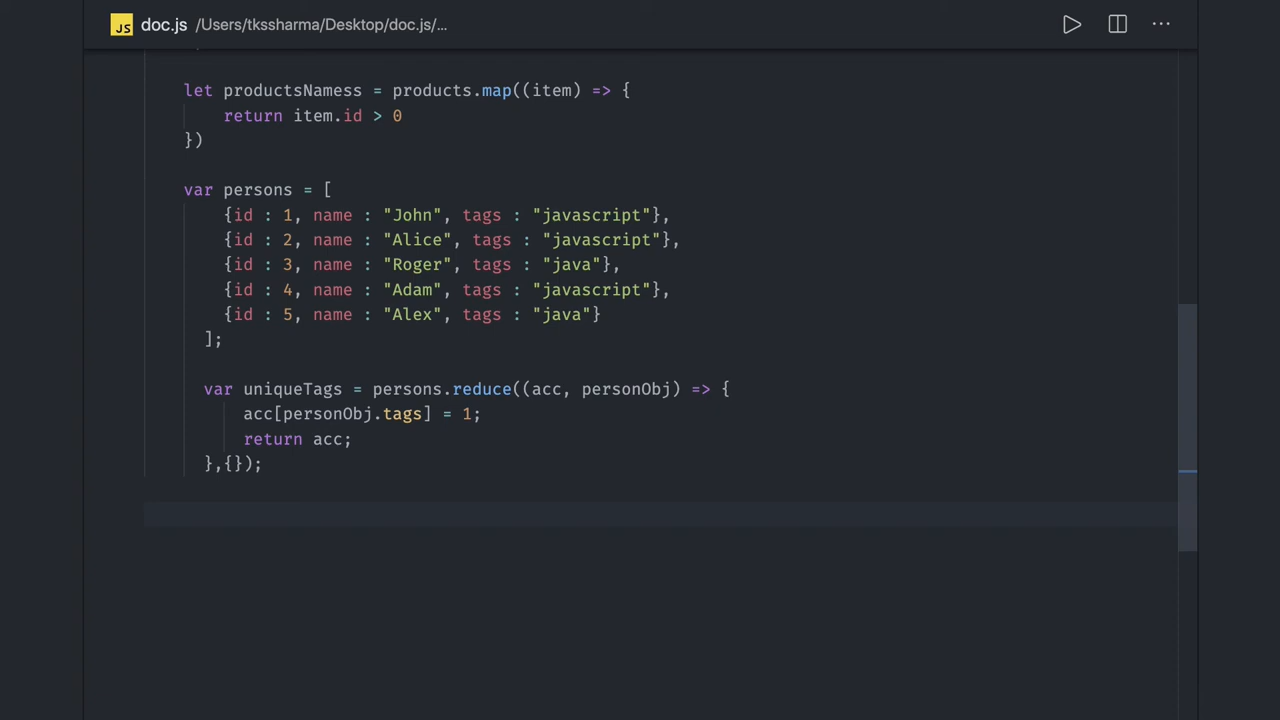 JS doc.js /Users/tkssharma/Desktop/doc.js/...
let productsNamess = products.map((item) => {
return item.id > 0
})
var persons = [
{id : 1, name : "John", tags : "javascript"},
{id : 2, name : "Alice", tags : "javascript"},
{id : 3, name : "Roger", tags : "java"},
{id : 4, name : "Adam", tags : "javascript"},
{id : 5, name : "Alex", tags : "java"}
];
var uniqueTags = persons.reduce((acc, personObj) => {
acc[personObj.tags] = 1;
return acc;
},{});